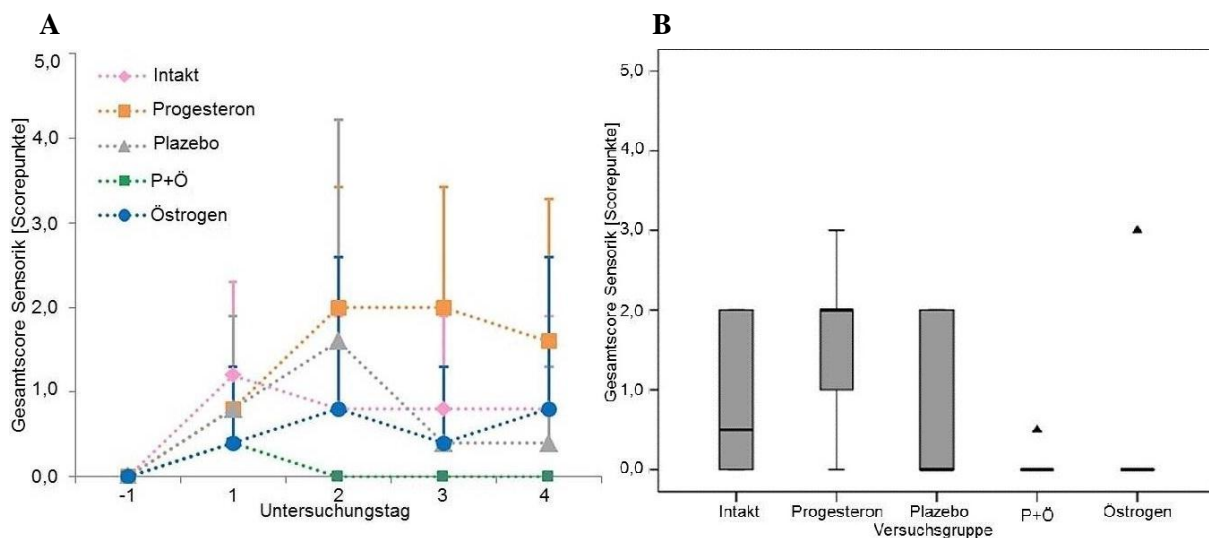 A
Gesamtscore Sensorik [Scorepunkte]
5,0
4,0
3,0
2,0
1,0
0,0
Intakt
Progesteron
Plazebo
P+Ö
Östrogen
-1 1 2 3 4
Untersuchungstag
B
Gesamtscore Sensorik [Scorepunkte]
5,0
4,0
3,0
2,0
1,0
0,0
Intakt Progesteron Plazebo P+Ö Östrogen
Versuchsgruppe